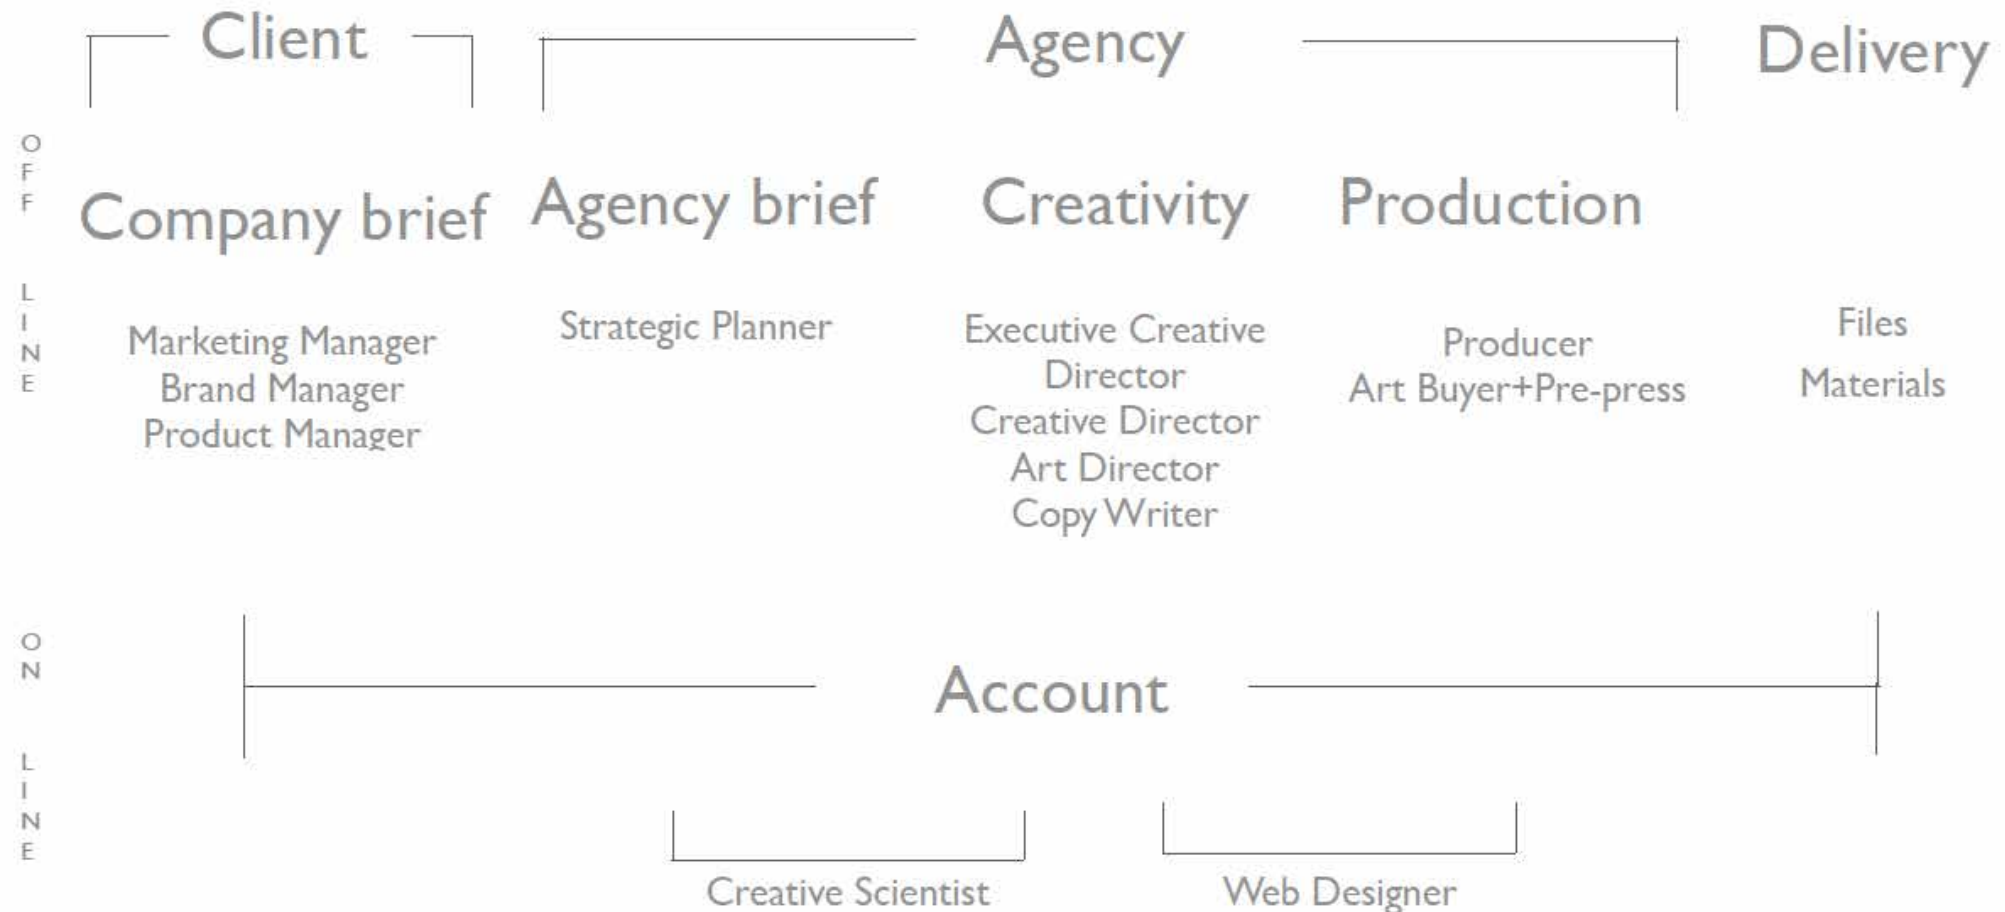 Client
Agency
Delivery
OFF LINE
Company brief
Agency brief
Creativity
Production
Marketing Manager
Brand Manager
Product Manager
Strategic Planner
Executive Creative
Director
Creative Director
Art Director
Copy Writer
Producer
Art Buyer+Pre-press
Files
Materials
ON LINE
Account
Creative Scientist
Web Designer